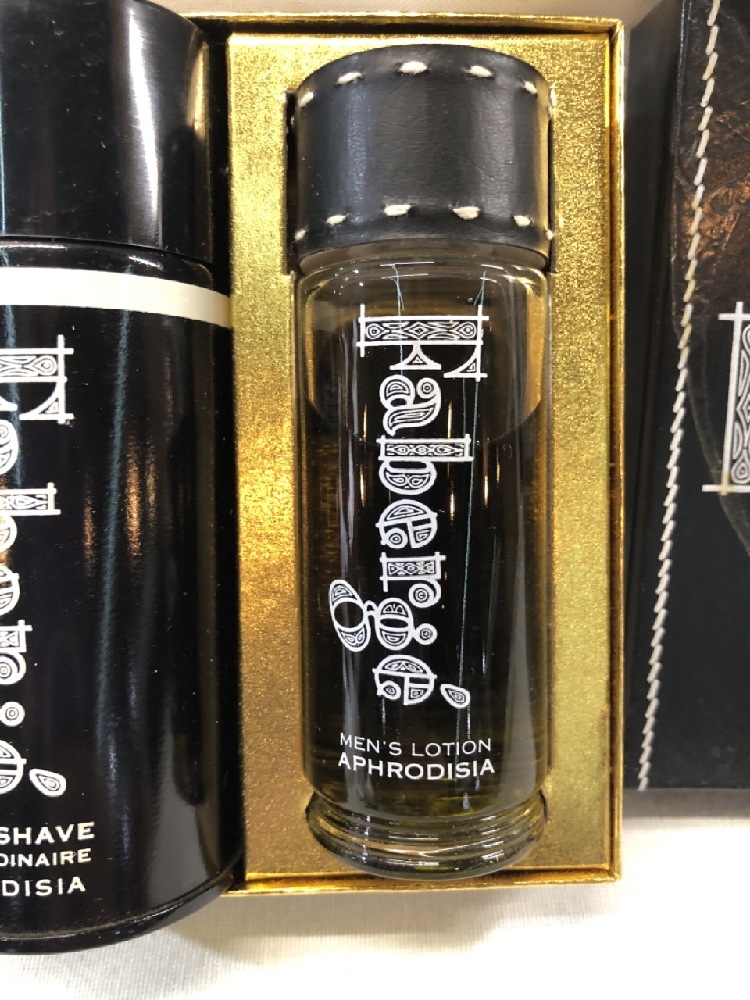 Fabergé
MEN'S LOTION
APHRODISIA
SHAVE
DINAIRE
DISIA